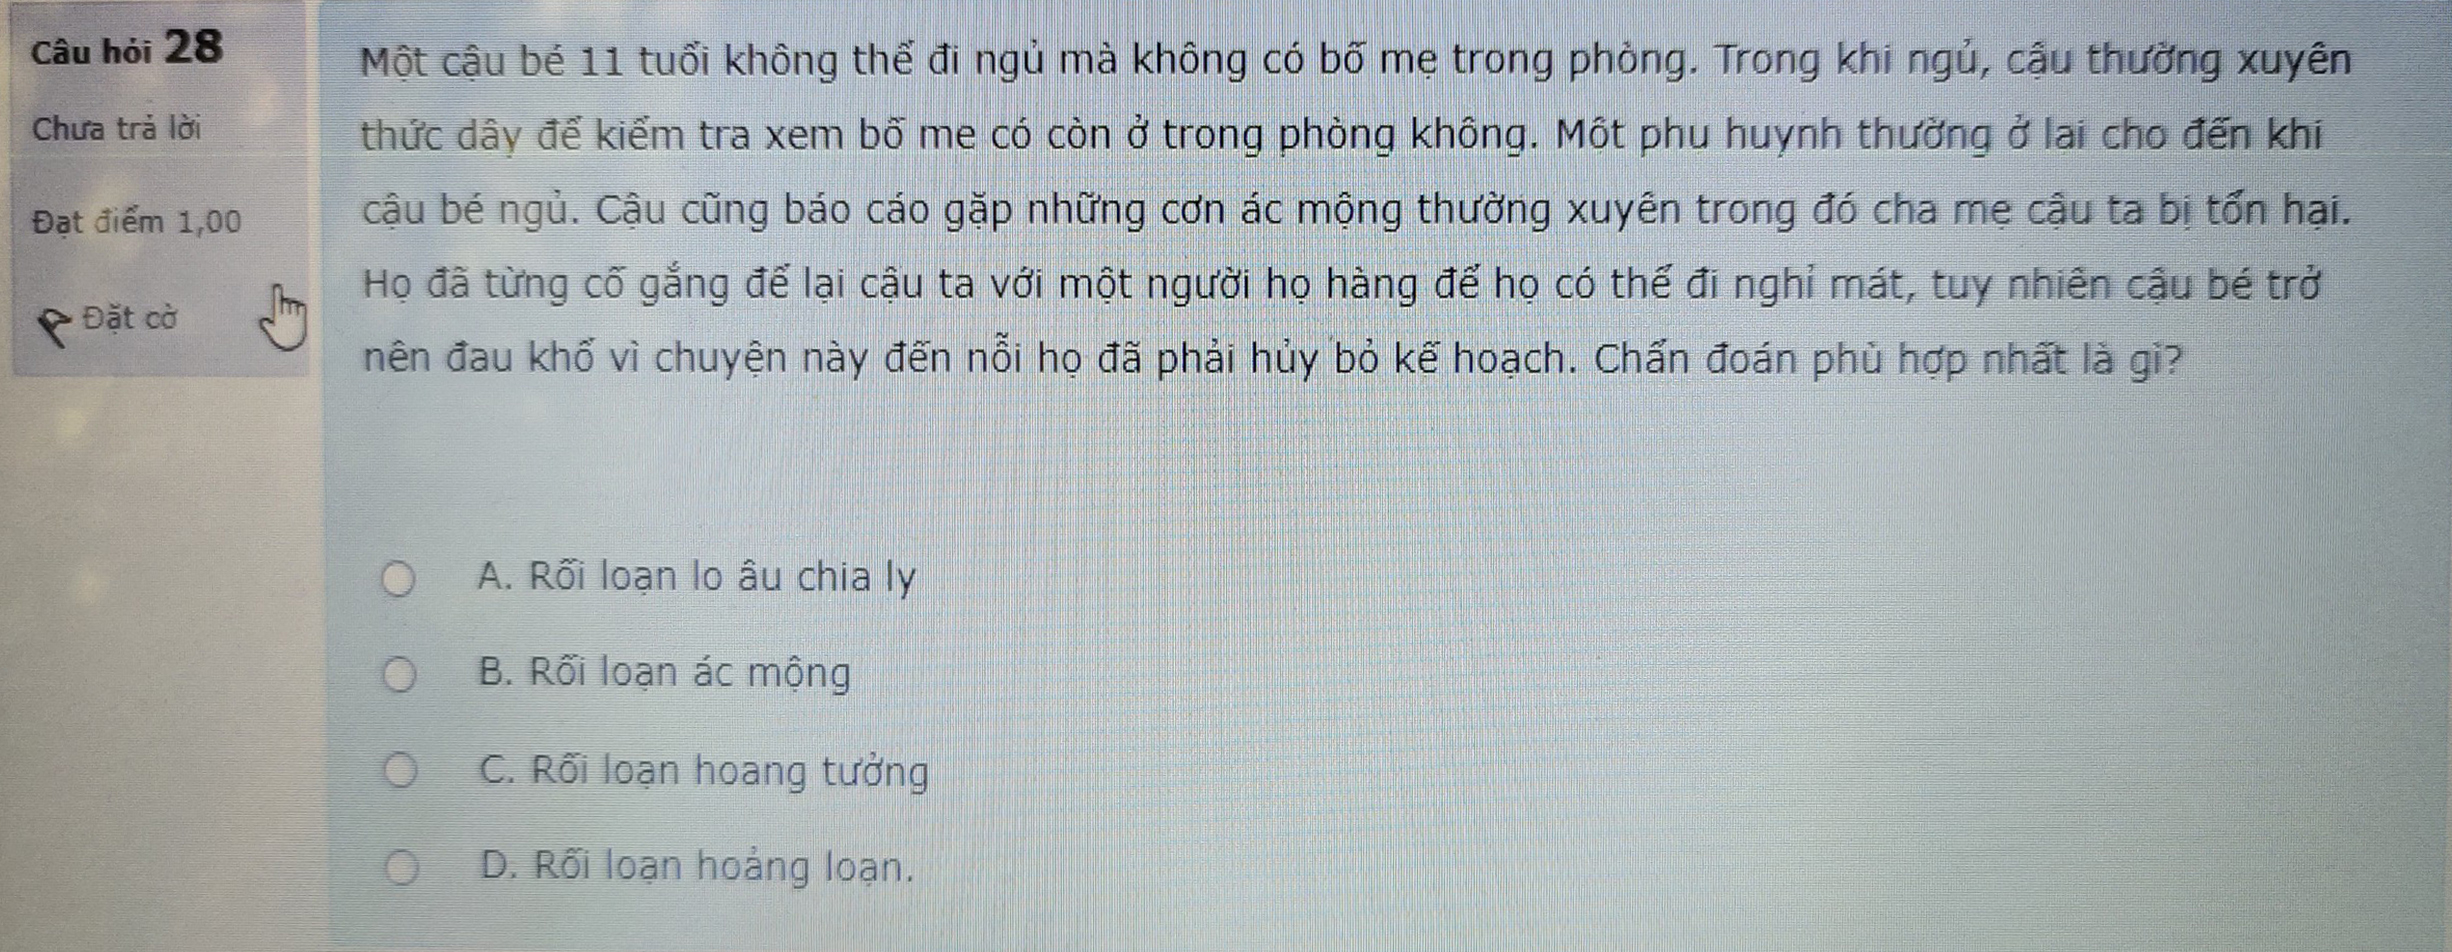 Câu hỏi 28
Chưa trả lời
Đạt điểm 1,00
Đặt cờ
Một cậu bé 11 tuổi không thể đi ngủ mà không có bố mẹ trong phòng. Trong khi ngủ, cậu thường xuyên
thức dậy để kiểm tra xem bố mẹ có còn ở trong phòng không. Một phụ huynh thường ở lại cho đến khi
cậu bé ngủ. Cậu cũng báo cáo gặp những cơn ác mộng thường xuyên trong đó cha mẹ cậu ta bị tổn hại.
Họ đã từng cố gắng để lại cậu ta với một người họ hàng để họ có thể đi nghỉ mát, tuy nhiên cậu bé trở
nên đau khổ vì chuyện này đến nỗi họ đã phải hủy bỏ kế hoạch. Chẩn đoán phù hợp nhất là gì?
A. Rối loạn lo âu chia ly
B. Rối loạn ác mộng
C. Rối loạn hoang tưởng
D. Rối loạn hoảng loạn.